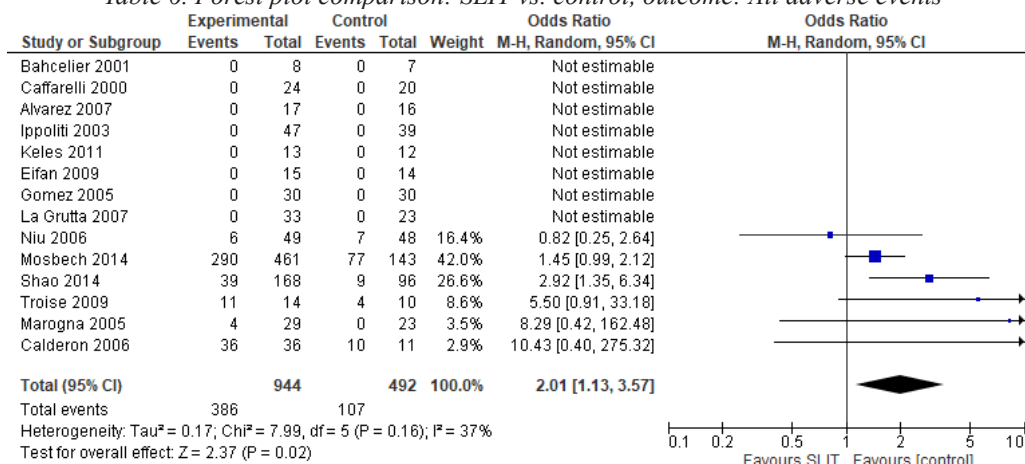 Table 6. Forest plot comparison: SLIT vs. control, outcome: All adverse events
Experimental Control Odds Ratio Odds Ratio
Study or Subgroup Events Total Events Total Weight M-H, Random, 95% CI M-H, Random, 95% CI
Bahcelier 2001 0 8 0 7 Not estimable
Caffarelli 2000 0 24 0 20 Not estimable
Alvarez 2007 0 17 0 16 Not estimable
Ippoliti 2003 0 47 0 39 Not estimable
Keles 2011 0 13 0 12 Not estimable
Eifan 2009 0 15 0 14 Not estimable
Gomez 2005 0 30 0 30 Not estimable
La Grutta 2007 0 33 0 23 Not estimable
Niu 2006 6 49 7 48 16.4% 0.82 [0.25, 2.64]
Mosbech 2014 290 461 77 143 42.0% 1.45 [0.99, 2.12]
Shao 2014 39 168 9 96 26.6% 2.92 [1.35, 6.34]
Troise 2009 11 14 4 10 8.6% 5.50 [0.91, 33.18]
Marogna 2005 4 29 0 23 3.5% 8.29 [0.42, 162.48]
Calderon 2006 36 36 10 11 2.9% 10.43 [0.40, 275.32]
Total (95% CI) 944 492 100.0% 2.01 [1.13, 3.57]
Total events 386 107
Heterogeneity: Tau² = 0.17; Chi² = 7.99, df = 5 (P = 0.16); I² = 37%
Test for overall effect: Z = 2.37 (P = 0.02)
0.1 0.2 0.5 1 2 5 10
Favours SLIT Favours [control]